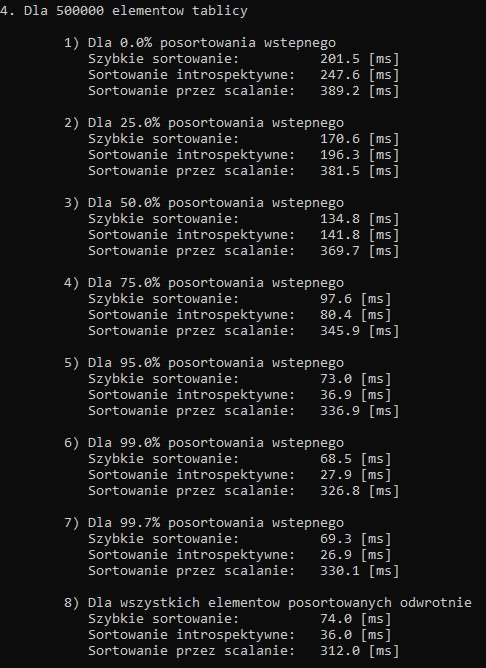 4. Dla 500000 elementow tablicy
1) Dla 0.0% posortowania wstepnego
Szybkie sortowanie: 201.5 [ms]
Sortowanie introspektywne: 247.6 [ms]
Sortowanie przez scalanie: 389.2 [ms]
2) Dla 25.0% posortowania wstepnego
Szybkie sortowanie: 170.6 [ms]
Sortowanie introspektywne: 196.3 [ms]
Sortowanie przez scalanie: 381.5 [ms]
3) Dla 50.0% posortowania wstepnego
Szybkie sortowanie: 134.8 [ms]
Sortowanie introspektywne: 141.8 [ms]
Sortowanie przez scalanie: 369.7 [ms]
4) Dla 75.0% posortowania wstepnego
Szybkie sortowanie: 97.6 [ms]
Sortowanie introspektywne: 80.4 [ms]
Sortowanie przez scalanie: 345.9 [ms]
5) Dla 95.0% posortowania wstepnego
Szybkie sortowanie: 73.0 [ms]
Sortowanie introspektywne: 36.9 [ms]
Sortowanie przez scalanie: 336.9 [ms]
6) Dla 99.0% posortowania wstepnego
Szybkie sortowanie: 68.5 [ms]
Sortowanie introspektywne: 27.9 [ms]
Sortowanie przez scalanie: 326.8 [ms]
7) Dla 99.7% posortowania wstepnego
Szybkie sortowanie: 69.3 [ms]
Sortowanie introspektywne: 26.9 [ms]
Sortowanie przez scalanie: 330.1 [ms]
8) Dla wszystkich elementow posortowanych odwrotnie
Szybkie sortowanie: 74.0 [ms]
Sortowanie introspektywne: 36.0 [ms]
Sortowanie przez scalanie: 312.0 [ms]